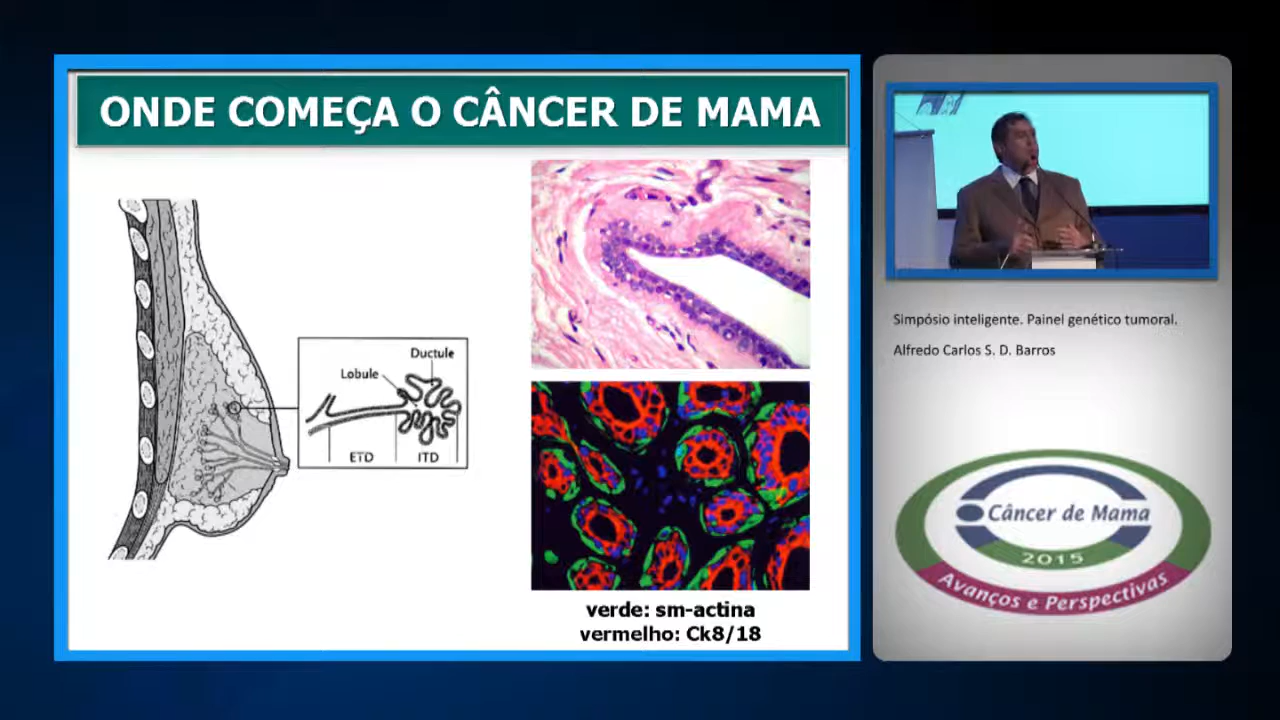 ONDE COMEÇA O CÂNCER DE MAMA
Ductule
Lobule
ETD
ITD
verde: sm-actina
vermelho: Ck8/18
Simpósio inteligente. Painel genético tumoral.
Alfredo Carlos S. D. Barros
Câncer de Mama
2015
Avanços e Perspectivas